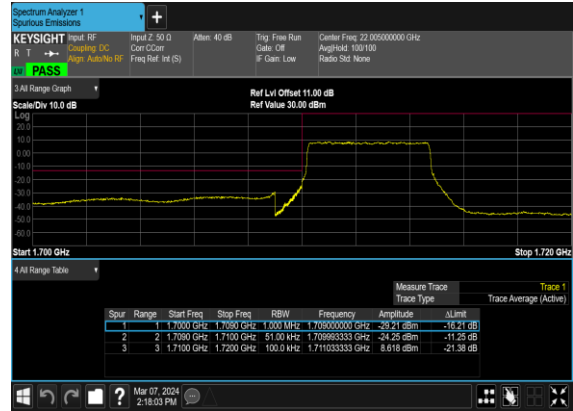 Spectrum Analyzer 1
Spurious Emissions
KEYSIGHT Input: RF Input Z: 50 Ω Atten: 40 dB Trig: Free Run Center Freq: 22.005000000 GHz
R T Coupling: DC Corr CCorr Gate: Off Avg|Hold: 100/100
Align: Auto/No RF Freq Ref: Int (S) IF Gain: Low Radio Std: None
LW PASS
3 All Range Graph
Ref Lvl Offset 11.00 dB
Scale/Div 10.0 dB Ref Value 30.00 dBm
Log
20.0
10.0
0.00
-10.0
-20.0
-30.0
-40.0
-50.0
-60.0
Start 1.700 GHz Stop 1.720 GHz
4 All Range Table
Measure Trace Trace 1
Trace Type Trace Average (Active)
Spur Range Start Freq Stop Freq RBW Frequency Amplitude ΔLimit
1 1 1.7000 GHz 1.7090 GHz 1.000 MHz 1.709000000 GHz -29.21 dBm -16.21 dB
2 2 1.7090 GHz 1.7100 GHz 51.00 kHz 1.709993333 GHz -24.25 dBm -11.25 dB
3 3 1.7100 GHz 1.7200 GHz 100.0 kHz 1.711033333 GHz 8.618 dBm -21.38 dB
? Mar 07, 2024
2:18:03 PM